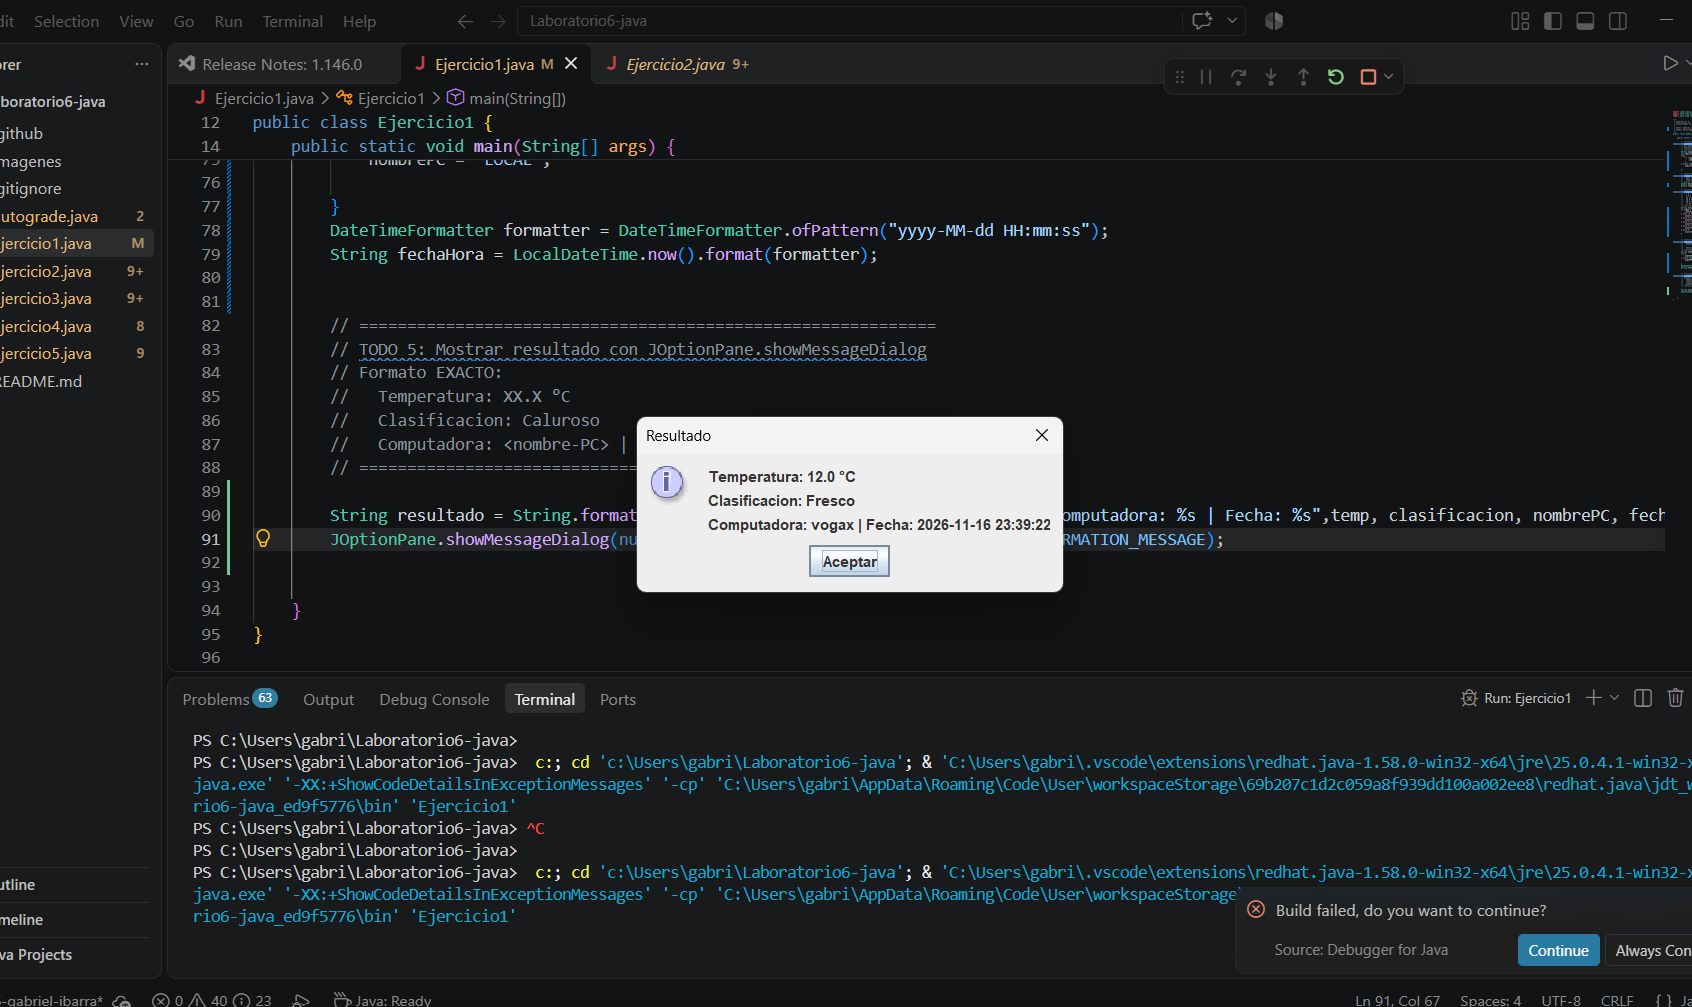 Selection View Go Run Terminal Help
Laboratorio6-java
Release Notes: 1.146.0
Ejercicio1.java M
Ejercicio2.java 9+
Ejercicio1.java > Ejercicio1 > main(String[])
12 public class Ejercicio1 {
14 public static void main(String[] args) {
76
77 }
78 DateTimeFormatter formatter = DateTimeFormatter.ofPattern("yyyy-MM-dd HH:mm:ss");
79 String fechaHora = LocalDateTime.now().format(formatter);
80
81
82 // ============================================================
83 // TODO 5: Mostrar resultado con JOptionPane.showMessageDialog
84 // Formato EXACTO:
85 // Temperatura: XX.X °C
86 // Clasificacion: Caluroso
87 // Computadora: <nombre-PC> |
88 // =============================
89
90 String resultado = String.format omputadora: %s | Fecha: %s",temp, clasificacion, nombrePC, fech
91 JOptionPane.showMessageDialog(nu RMATION_MESSAGE);
92
93
94 }
95 }
96
rer
boratorio6-java
github
magenes
gitignore
utograde.java 2
jercicio1.java M
jercicio2.java 9+
jercicio3.java 9+
jercicio4.java 8
jercicio5.java 9
README.md
utline
meline
va Projects
Resultado
Temperatura: 12.0 °C
Clasificacion: Fresco
Computadora: vogax | Fecha: 2026-11-16 23:39:22
Aceptar
Problems 63 Output Debug Console Terminal Ports
Run: Ejercicio1
PS C:\Users\gabri\Laboratorio6-java>
PS C:\Users\gabri\Laboratorio6-java> c:; cd 'c:\Users\gabri\Laboratorio6-java'; & 'C:\Users\gabri\.vscode\extensions\redhat.java-1.58.0-win32-x64\jre\25.0.4.1-win32-x
java.exe' '-XX:+ShowCodeDetailsInExceptionMessages' '-cp' 'C:\Users\gabri\AppData\Roaming\Code\User\workspaceStorage\69b207c1d2c059a8f939dd100a002ee8\redhat.java\jdt_w
rio6-java_ed9f5776\bin' 'Ejercicio1'
PS C:\Users\gabri\Laboratorio6-java> ^C
PS C:\Users\gabri\Laboratorio6-java>
PS C:\Users\gabri\Laboratorio6-java> c:; cd 'c:\Users\gabri\Laboratorio6-java'; & 'C:\Users\gabri\.vscode\extensions\redhat.java-1.58.0-win32-x64\jre\25.0.4.1-win32-x
java.exe' '-XX:+ShowCodeDetailsInExceptionMessages' '-cp' 'C:\Users\gabri\AppData\Roaming\Code\User\workspaceStorage\
rio6-java_ed9f5776\bin' 'Ejercicio1'
Build failed, do you want to continue?
Source: Debugger for Java
Continue
Always Con
-gabriel-ibarra* 0 40 23 Java: Ready
Ln 91, Col 67 Spaces: 4 UTF-8 CRLF { } Ja